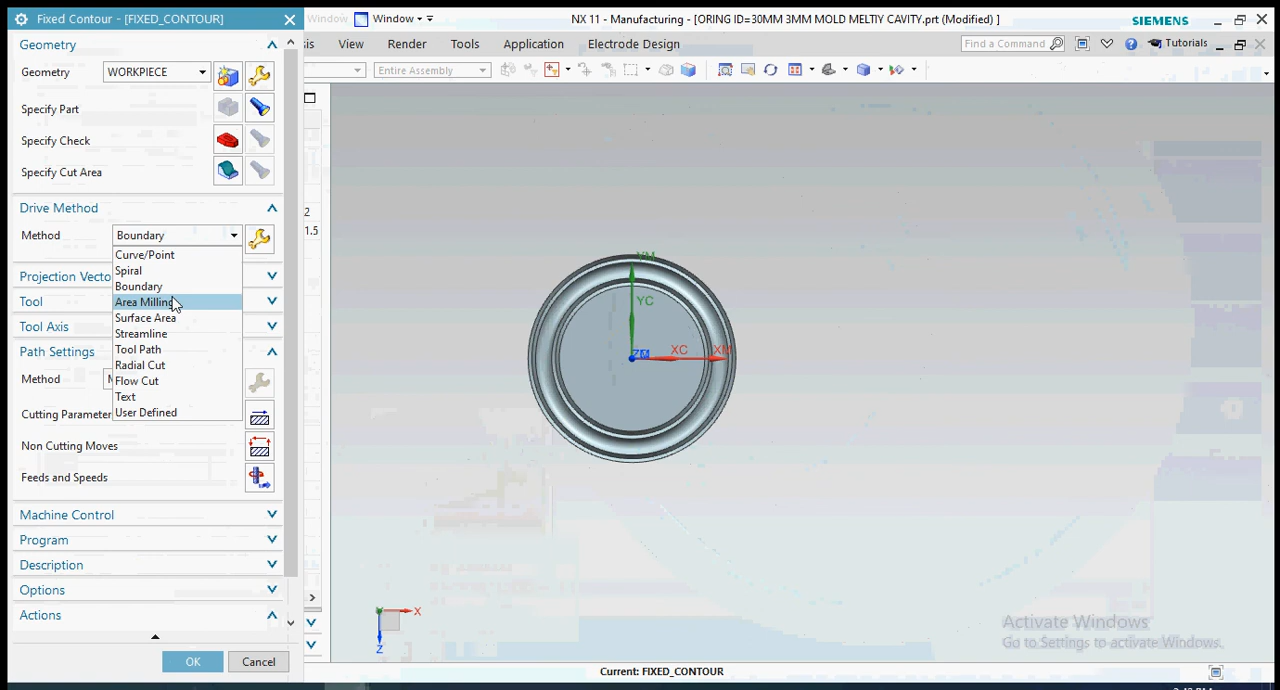 Fixed Contour - [FIXED_CONTOUR]
Window
Window
NX 11 - Manufacturing - [ORING ID=30MM 3MM MOLD MELTIY CAVITY.prt (Modified) ]
SIEMENS
sis
View
Render
Tools
Application
Electrode Design
Find a Command
Tutorials
Entire Assembly
Geometry
Geometry
WORKPIECE
Specify Part
Specify Check
Specify Cut Area
Drive Method
2
Method
Boundary
1.5
Curve/Point
Spiral
Projection Vecto
Boundary
Tool
Area Milling
Surface Area
Tool Axis
Streamline
Path Settings
Tool Path
Radial Cut
Method
Flow Cut
Text
Cutting Parameter
User Defined
Non Cutting Moves
Feeds and Speeds
Machine Control
Program
Description
Options
Actions
OK
Cancel
YM
YC
ZM
XC
XM
X
Z
Activate Windows
Go to Settings to activate Windows.
Current: FIXED_CONTOUR